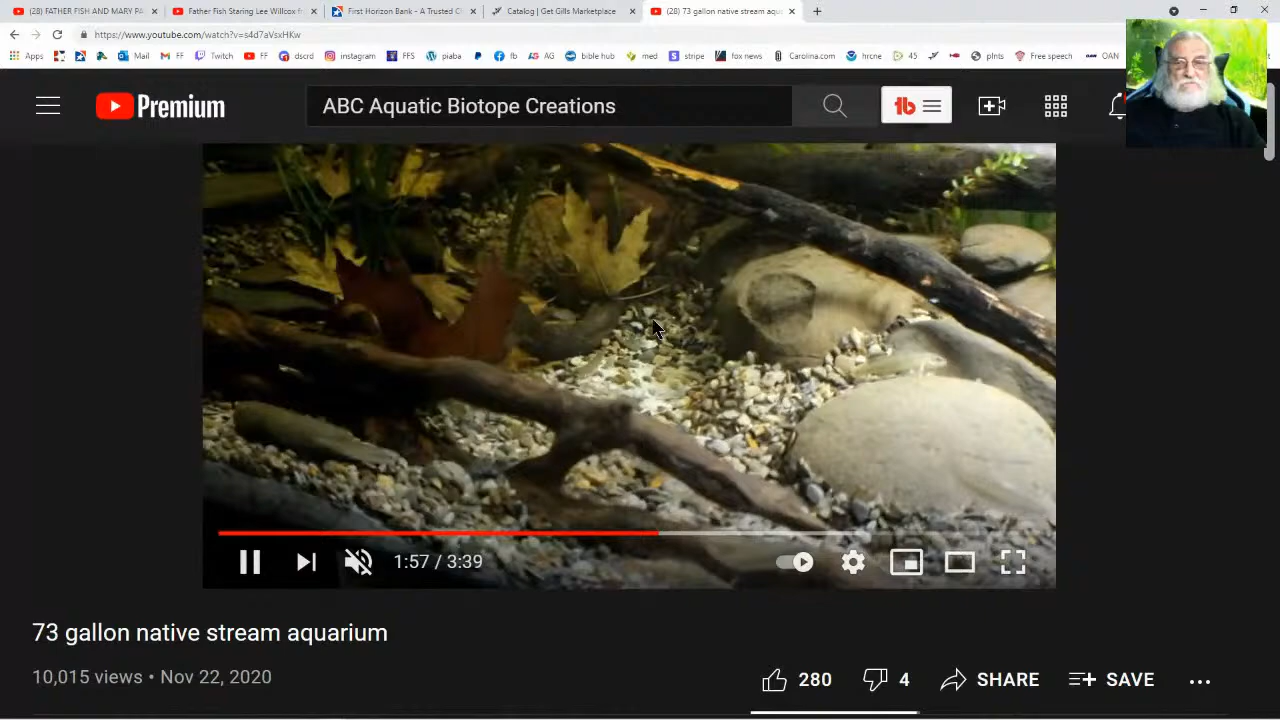 (28) FATHER FISH AND MARY PA
Father Fish Staring Lee Willcox fr
First Horizon Bank - A Trusted C
Catalog | Get Gills Marketplace
(28) 73 gallon native stream aqua
https://www.youtube.com/watch?v=s4d7aVsxHKw
Apps
Mail
FF
Twitch
FF
dscrd
instagram
FFS
piaba
fb
AG
bible hub
med
stripe
fox news
Carolina.com
hrcne
45
plnts
Free speech
OAN
Premium
ABC Aquatic Biotope Creations
1:57 / 3:39
73 gallon native stream aquarium
10,015 views • Nov 22, 2020
280
4
SHARE
SAVE